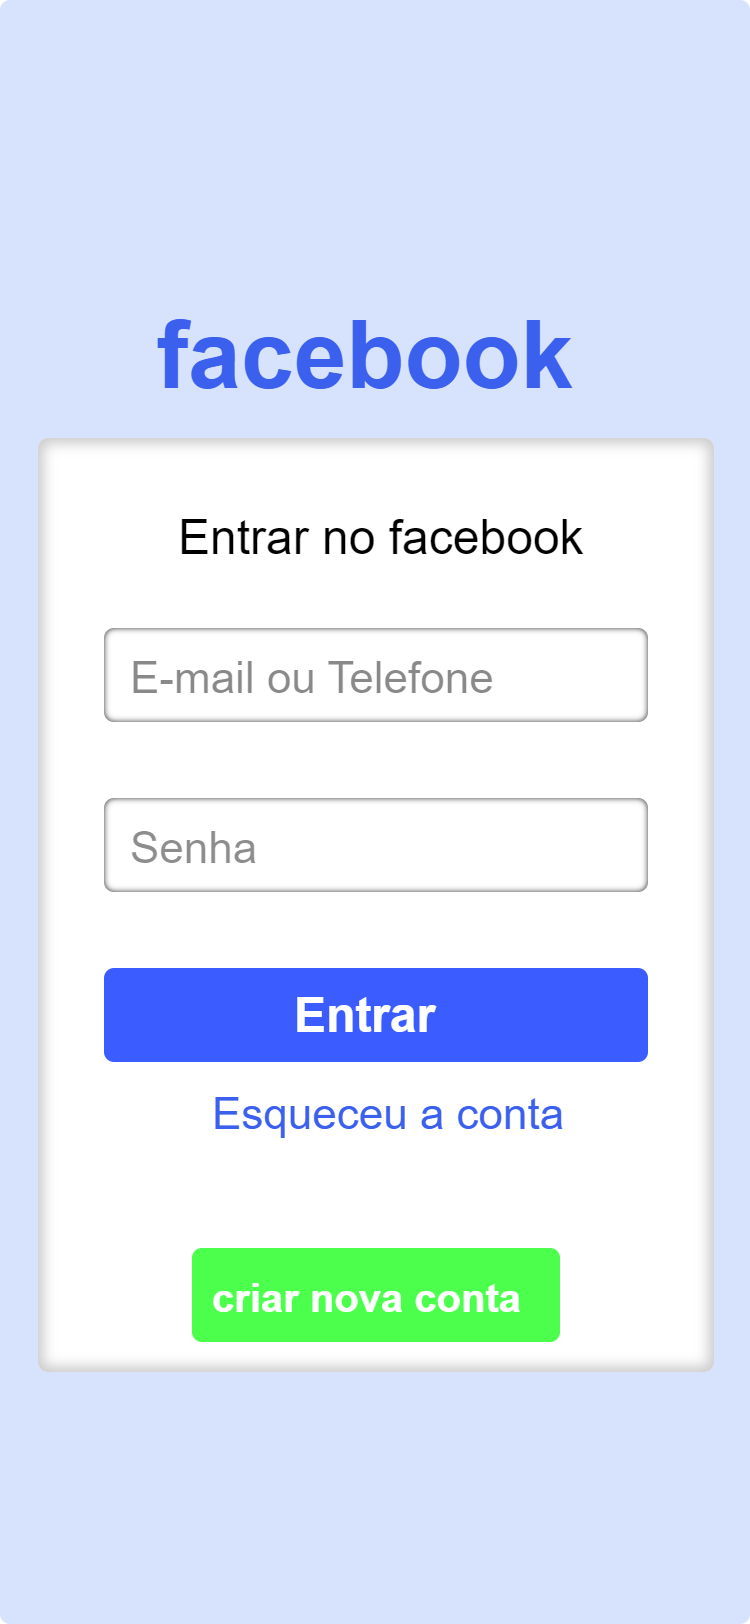 facebook
Entrar no facebook
E-mail ou Telefone
Senha
Entrar
Esqueceu a conta
criar nova conta